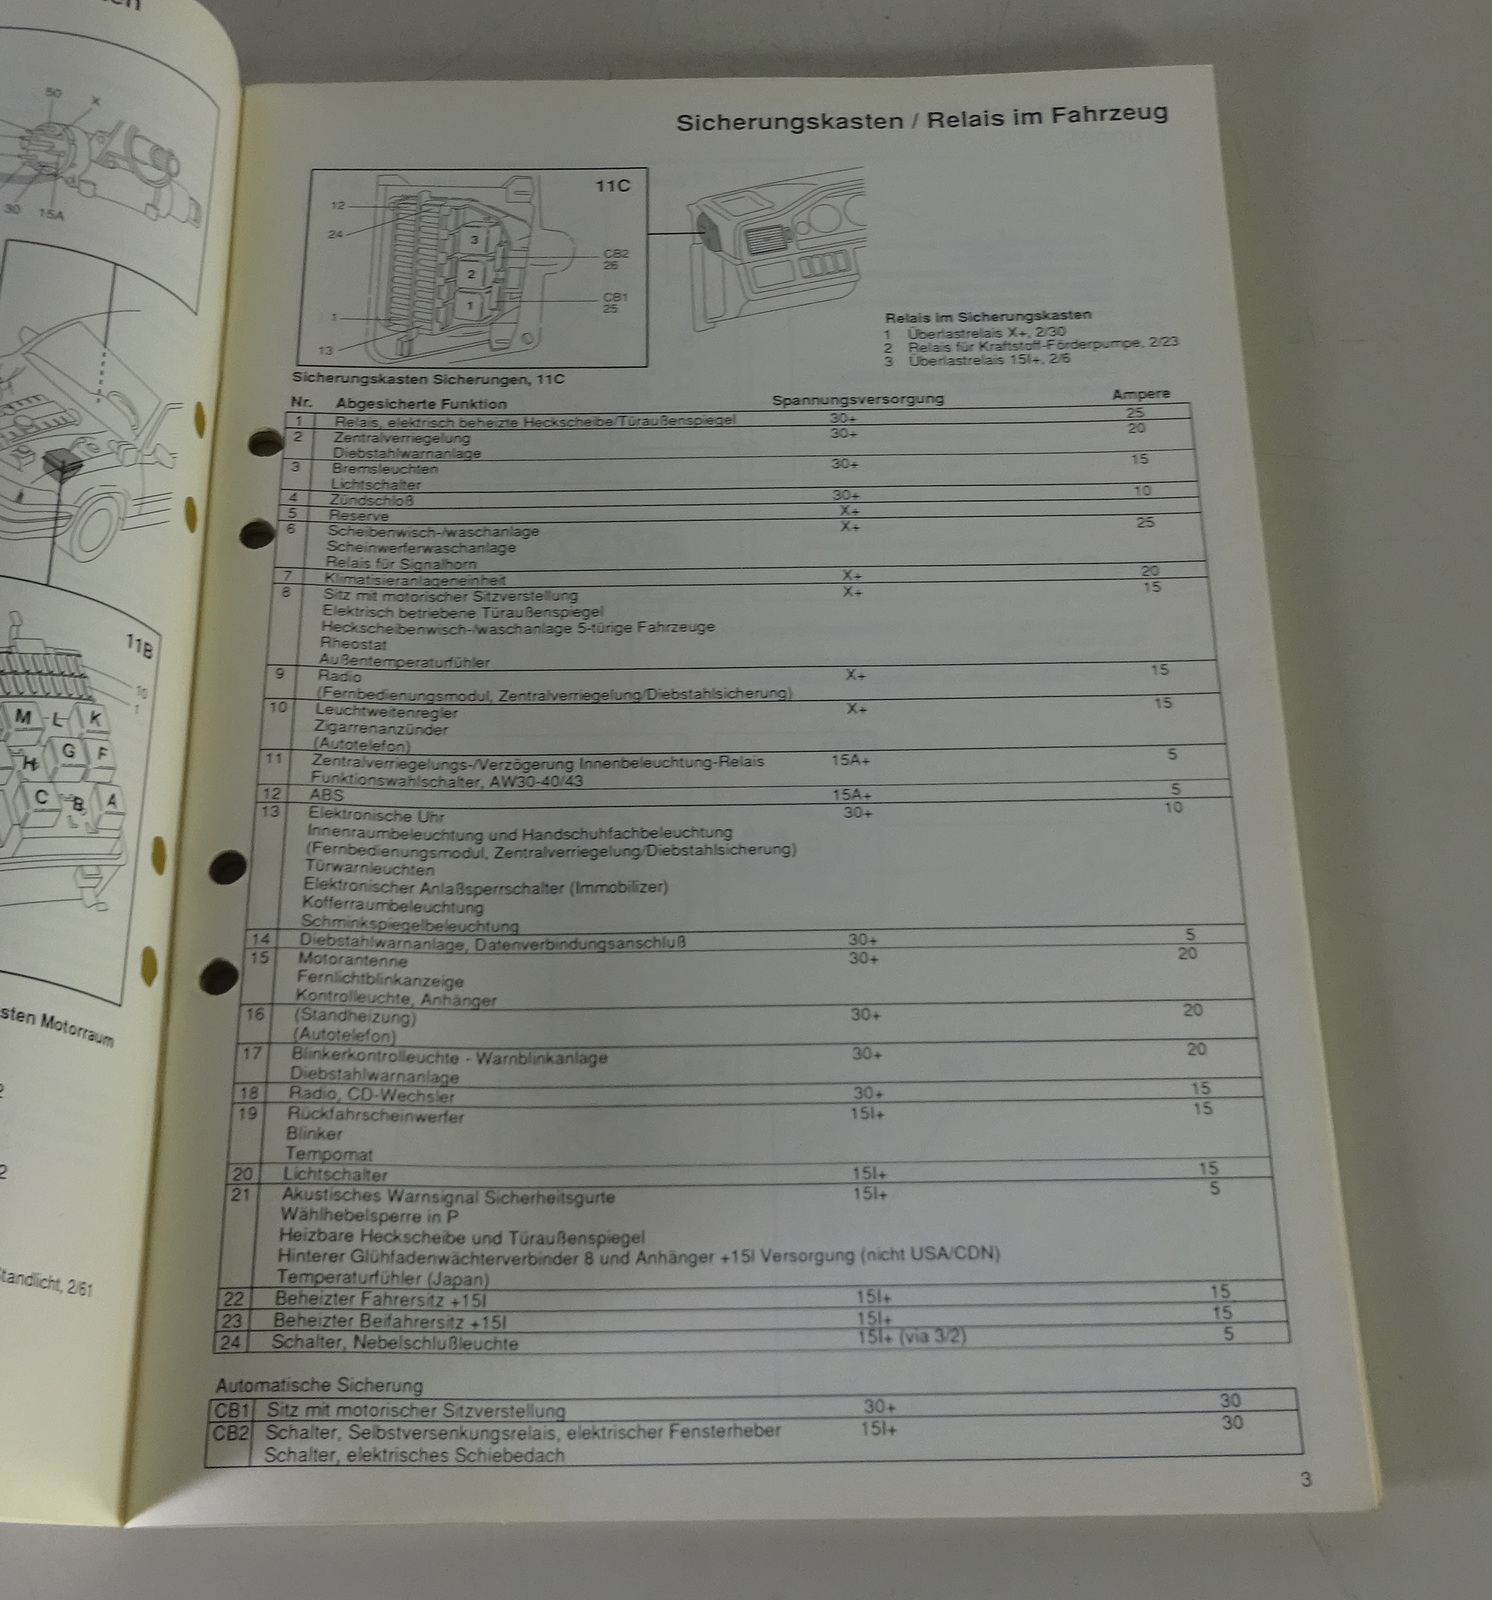 50
X
30
15A
11B
10
1
M L K
H G F
C B A
sten Motorraum
2
2
tandlicht, 2/61
Sicherungskasten / Relais im Fahrzeug
11C
12
24
3
CB2
26
2
CB1
25
1
1
13
Relais im Sicherungskasten
1 Überlastrelais X+, 2/30
2 Relais für Kraftstoff-Förderpumpe, 2/23
3 Überlastrelais 15I+, 2/6
Sicherungskasten Sicherungen, 11C
Nr. Abgesicherte Funktion Spannungsversorgung Ampere
1 Relais, elektrisch beheizte Heckscheibe/Türaußenspiegel 30+ 25
2 Zentralverriegelung 30+ 20
Diebstahlwarnanlage
3 Bremsleuchten 30+ 15
Lichtschalter
4 Zündschloß 30+ 10
5 Reserve X+
6 Scheibenwisch-/waschanlage X+ 25
Scheinwerferwaschanlage
Relais für Signalhorn
7 Klimatisieranlageneinheit X+ 20
8 Sitz mit motorischer Sitzverstellung X+ 15
Elektrisch betriebene Türaußenspiegel
Heckscheibenwisch-/waschanlage 5-türige Fahrzeuge
Rheostat
Außentemperaturfühler
9 Radio X+ 15
(Fernbedienungsmodul, Zentralverriegelung/Diebstahlsicherung)
10 Leuchtweitenregler X+ 15
Zigarrenanzünder
(Autotelefon)
11 Zentralverriegelungs-/Verzögerung Innenbeleuchtung-Relais 15A+ 5
Funktionswahlschalter, AW30-40/43
12 ABS 15A+ 5
13 Elektronische Uhr 30+ 10
Innenraumbeleuchtung und Handschuhfachbeleuchtung
(Fernbedienungsmodul, Zentralverriegelung/Diebstahlsicherung)
Türwarnleuchten
Elektronischer Anlaßsperrschalter (Immobilizer)
Kofferraumbeleuchtung
Schminkspiegelbeleuchtung
14 Diebstahlwarnanlage, Datenverbindungsanschluß 30+ 5
15 Motorantenne 30+ 20
Fernlichtblinkanzeige
Kontrolleuchte, Anhänger
16 (Standheizung) 30+ 20
(Autotelefon)
17 Blinkerkontrolleuchte - Warnblinkanlage 30+ 20
Diebstahlwarnanlage
18 Radio, CD-Wechsler 30+ 15
19 Rückfahrscheinwerfer 15I+ 15
Blinker
Tempomat
20 Lichtschalter 15I+ 15
21 Akustisches Warnsignal Sicherheitsgurte 15I+ 5
Wählhebelsperre in P
Heizbare Heckscheibe und Türaußenspiegel
Hinterer Glühfadenwächterverbinder 8 und Anhänger +15I Versorgung (nicht USA/CDN)
Temperaturfühler (Japan)
22 Beheizter Fahrersitz +15I 15I+ 15
23 Beheizter Beifahrersitz +15I 15I+ 15
24 Schalter, Nebelschlußleuchte 15I+ (via 3/2) 5
Automatische Sicherung
CB1 Sitz mit motorischer Sitzverstellung 30+ 30
CB2 Schalter, Selbstversenkungsrelais, elektrischer Fensterheber 15I+ 30
Schalter, elektrisches Schiebedach
3